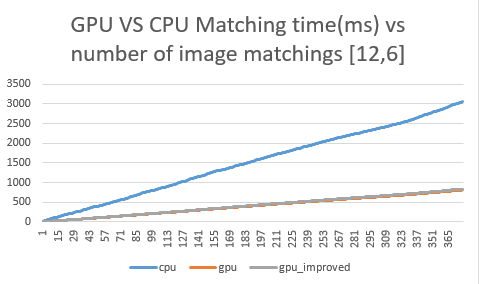 GPU VS CPU Matching time(ms) vs
number of image matchings [12,6]
3500
3000
2500
2000
1500
1000
500
0
1 15 29 43 57 71 85 99 113 127 141 155 169 183 197 211 225 239 253 267 281 295 309 323 337 351 365
cpu gpu gpu_improved